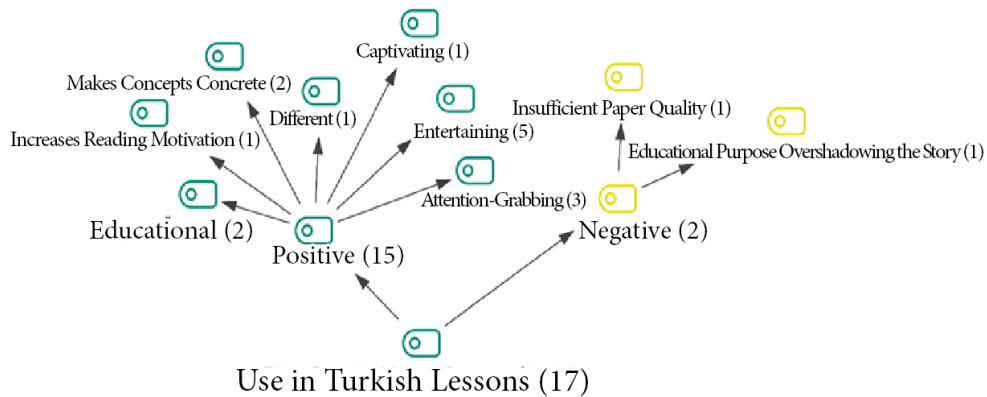 Captivating (1)
Makes Concepts Concrete (2)
Different (1)
Insufficient Paper Quality (1)
Increases Reading Motivation (1)
Entertaining (5)
Educational Purpose Overshadowing the Story (1)
Attention-Grabbing (3)
Educational (2)
Negative (2)
Positive (15)
Use in Turkish Lessons (17)